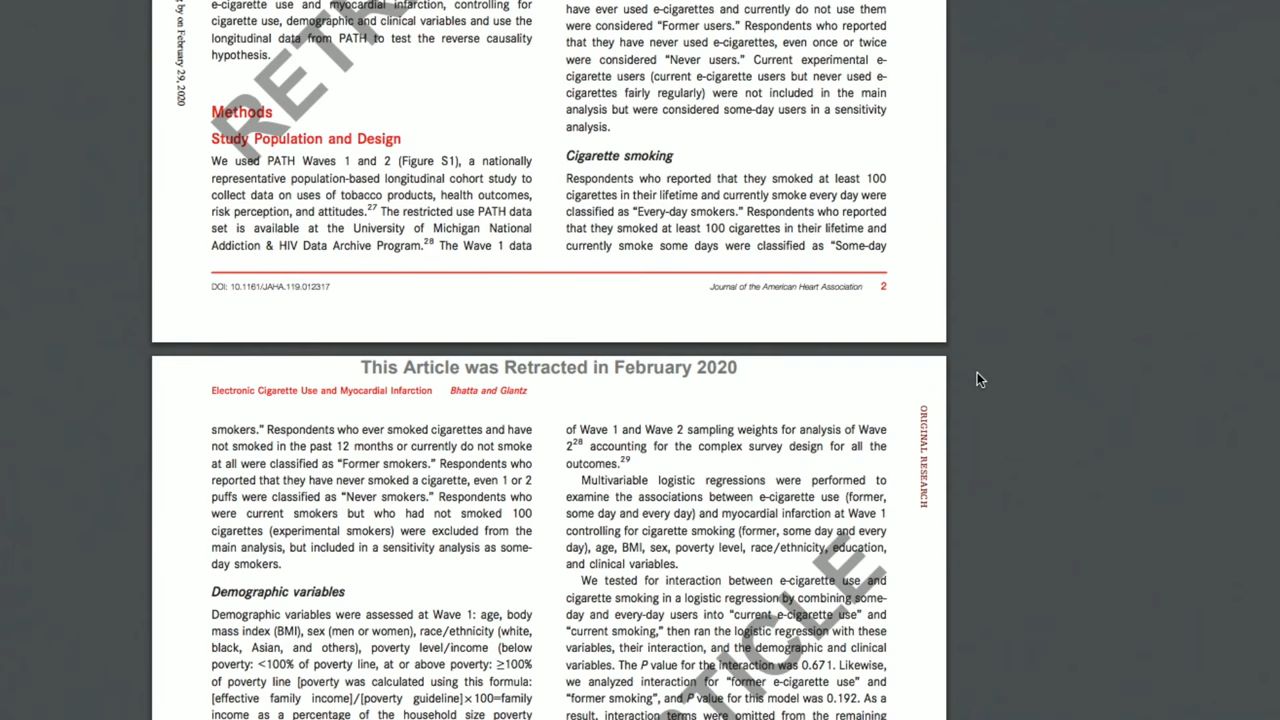 g by on February 29, 2020
e-cigarette use and myocardial infarction, controlling for
cigarette use, demographic and clinical variables and use the
longitudinal data from PATH to test the reverse causality
hypothesis.
Methods
Study Population and Design
We used PATH Waves 1 and 2 (Figure S1), a nationally
representative population-based longitudinal cohort study to
collect data on uses of tobacco products, health outcomes,
risk perception, and attitudes.27 The restricted use PATH data
set is available at the University of Michigan National
Addiction & HIV Data Archive Program.28 The Wave 1 data
have ever used e-cigarettes and currently do not use them
were considered “Former users.” Respondents who reported
that they have never used e-cigarettes, even once or twice
were considered “Never users.” Current experimental e-
cigarette users (current e-cigarette users but never used e-
cigarettes fairly regularly) were not included in the main
analysis but were considered some-day users in a sensitivity
analysis.
Cigarette smoking
Respondents who reported that they smoked at least 100
cigarettes in their lifetime and currently smoke every day were
classified as “Every-day smokers.” Respondents who reported
that they smoked at least 100 cigarettes in their lifetime and
currently smoke some days were classified as “Some-day
RETR
DOI: 10.1161/JAHA.119.012317
Journal of the American Heart Association 2
This Article was Retracted in February 2020
Electronic Cigarette Use and Myocardial Infarction Bhatta and Glantz
ORIGINAL RESEARCH
smokers.” Respondents who ever smoked cigarettes and have
not smoked in the past 12 months or currently do not smoke
at all were classified as “Former smokers.” Respondents who
reported that they have never smoked a cigarette, even 1 or 2
puffs were classified as “Never smokers.” Respondents who
were current smokers but who had not smoked 100
cigarettes (experimental smokers) were excluded from the
main analysis, but included in a sensitivity analysis as some-
day smokers.
Demographic variables
Demographic variables were assessed at Wave 1: age, body
mass index (BMI), sex (men or women), race/ethnicity (white,
black, Asian, and others), poverty level/income (below
poverty: <100% of poverty line, at or above poverty: ≥100%
of poverty line [poverty was calculated using this formula:
[effective family income]/[poverty guideline]×100=family
income as a percentage of the household size poverty
of Wave 1 and Wave 2 sampling weights for analysis of Wave
228 accounting for the complex survey design for all the
outcomes.29
Multivariable logistic regressions were performed to
examine the associations between e-cigarette use (former,
some day and every day) and myocardial infarction at Wave 1
controlling for cigarette smoking (former, some day and every
day), age, BMI, sex, poverty level, race/ethnicity, education,
and clinical variables.
We tested for interaction between e-cigarette use and
cigarette smoking in a logistic regression by combining some-
day and every-day users into “current e-cigarette use” and
“current smoking,” then ran the logistic regression with these
variables, their interaction, and the demographic and clinical
variables. The P value for the interaction was 0.671. Likewise,
we analyzed interaction for “former e-cigarette use” and
“former smoking”, and P value for this model was 0.192. As a
result, interaction terms were omitted from the remaining
TICLE